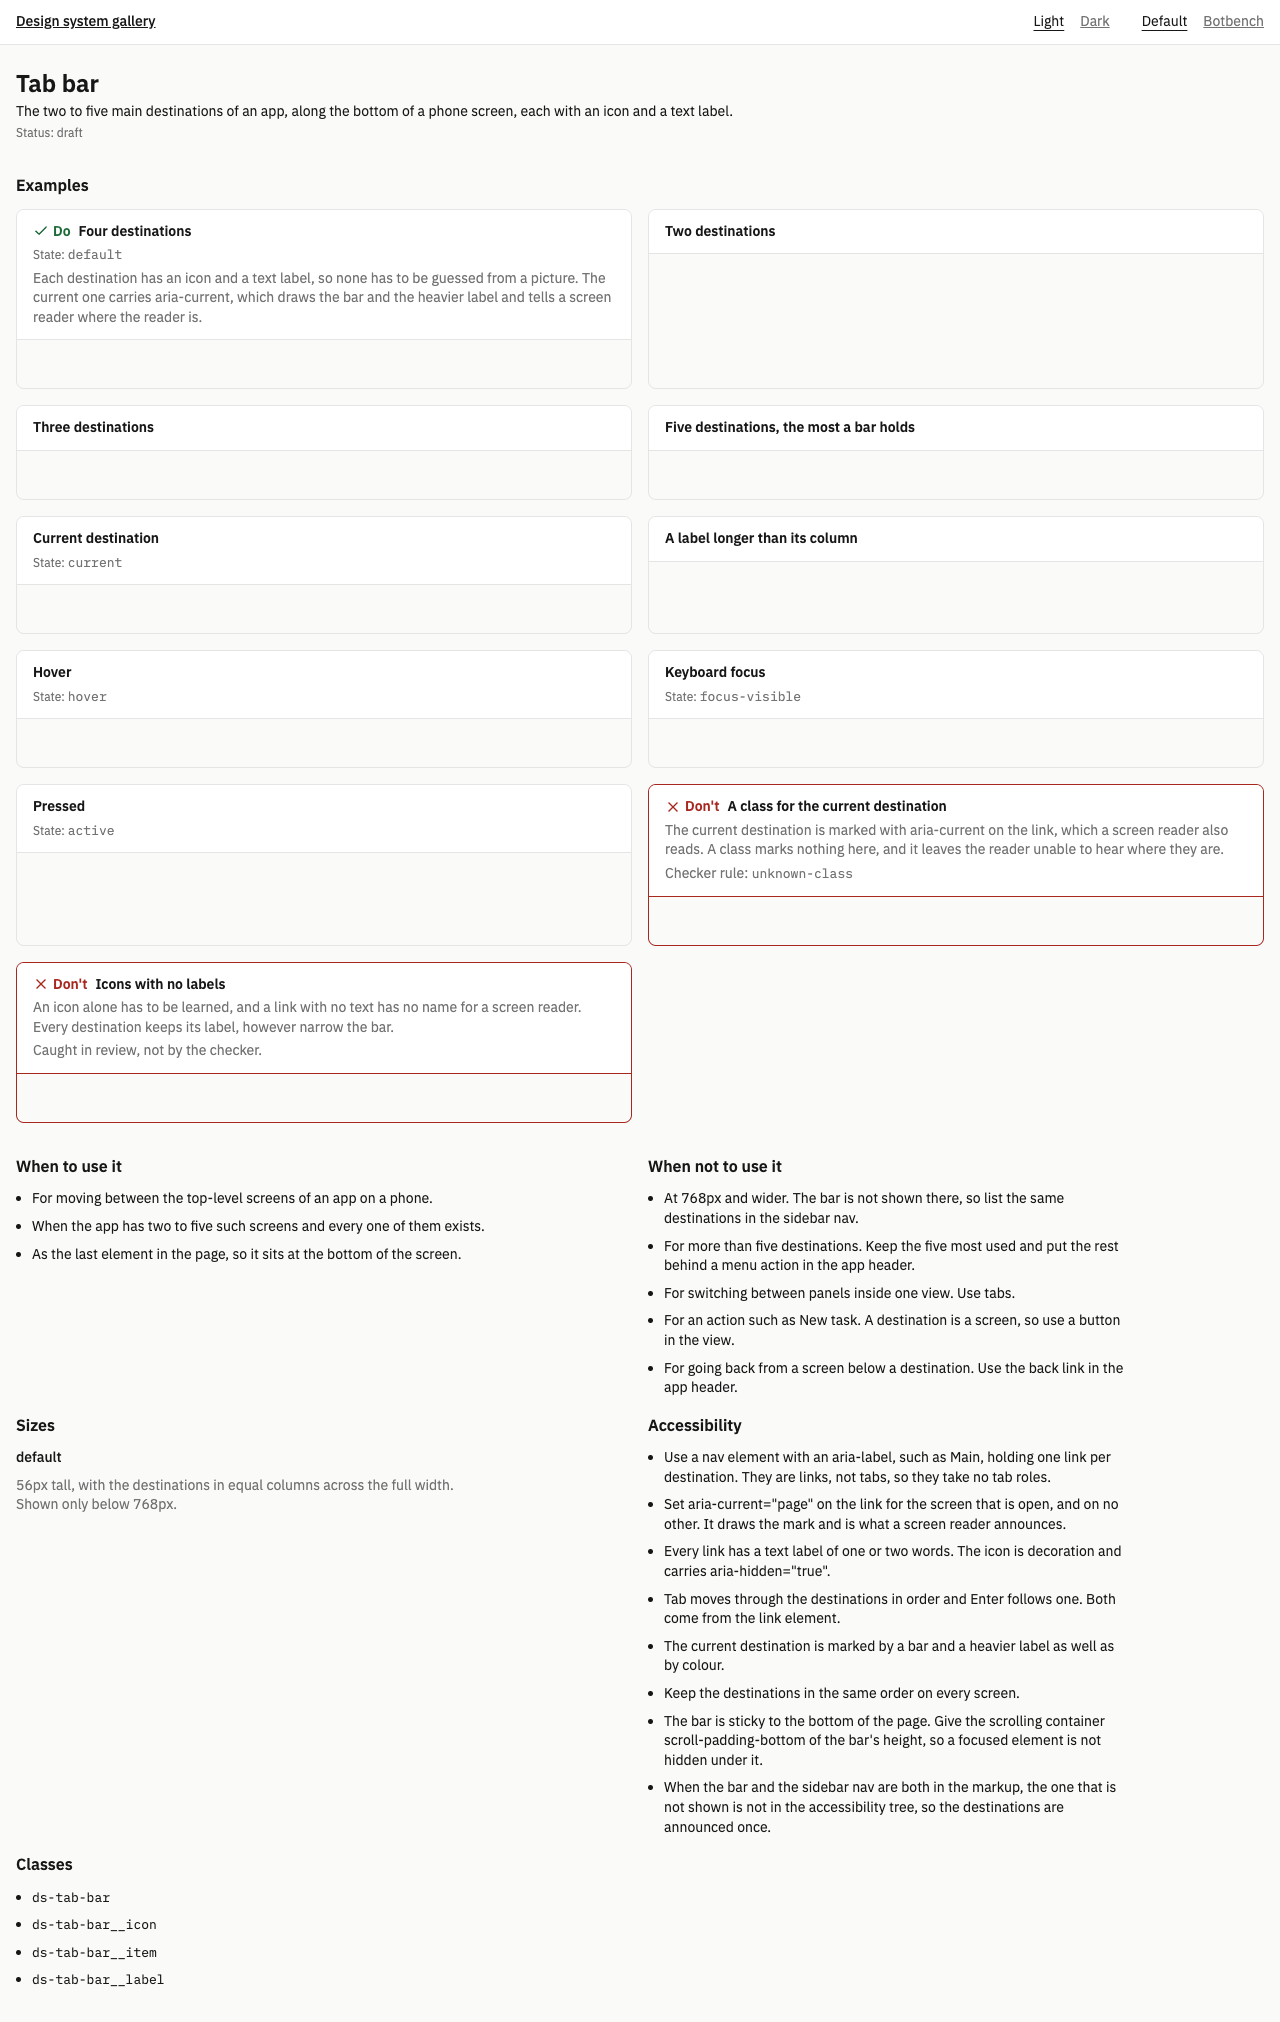 Design system gallery
Light Dark Default Botbench
Tab bar
The two to five main destinations of an app, along the bottom of a phone screen, each with an icon and a text label.
Status: draft
Examples
Do Four destinations
State: default
Each destination has an icon and a text label, so none has to be guessed from a picture. The
current one carries aria-current, which draws the bar and the heavier label and tells a screen
reader where the reader is.
Two destinations
Three destinations
Five destinations, the most a bar holds
Current destination
State: current
A label longer than its column
Hover
State: hover
Keyboard focus
State: focus-visible
Pressed
State: active
Don't A class for the current destination
The current destination is marked with aria-current on the link, which a screen reader also
reads. A class marks nothing here, and it leaves the reader unable to hear where they are.
Checker rule: unknown-class
Don't Icons with no labels
An icon alone has to be learned, and a link with no text has no name for a screen reader.
Every destination keeps its label, however narrow the bar.
Caught in review, not by the checker.
When to use it
For moving between the top-level screens of an app on a phone.
When the app has two to five such screens and every one of them exists.
As the last element in the page, so it sits at the bottom of the screen.
When not to use it
At 768px and wider. The bar is not shown there, so list the same
destinations in the sidebar nav.
For more than five destinations. Keep the five most used and put the rest
behind a menu action in the app header.
For switching between panels inside one view. Use tabs.
For an action such as New task. A destination is a screen, so use a button
in the view.
For going back from a screen below a destination. Use the back link in the
app header.
Sizes
default
56px tall, with the destinations in equal columns across the full width.
Shown only below 768px.
Accessibility
Use a nav element with an aria-label, such as Main, holding one link per
destination. They are links, not tabs, so they take no tab roles.
Set aria-current="page" on the link for the screen that is open, and on no
other. It draws the mark and is what a screen reader announces.
Every link has a text label of one or two words. The icon is decoration and
carries aria-hidden="true".
Tab moves through the destinations in order and Enter follows one. Both
come from the link element.
The current destination is marked by a bar and a heavier label as well as
by colour.
Keep the destinations in the same order on every screen.
The bar is sticky to the bottom of the page. Give the scrolling container
scroll-padding-bottom of the bar's height, so a focused element is not
hidden under it.
When the bar and the sidebar nav are both in the markup, the one that is
not shown is not in the accessibility tree, so the destinations are
announced once.
Classes
ds-tab-bar
ds-tab-bar__icon
ds-tab-bar__item
ds-tab-bar__label